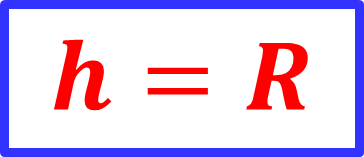 h = R